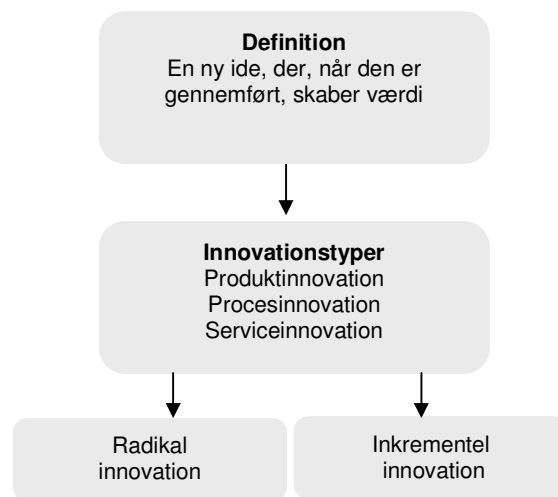 Definition
En ny ide, der, når den er
gennemført, skaber værdi
Innovationstyper
Produktinnovation
Procesinnovation
Serviceinnovation
Radikal
innovation
Inkrementel
innovation